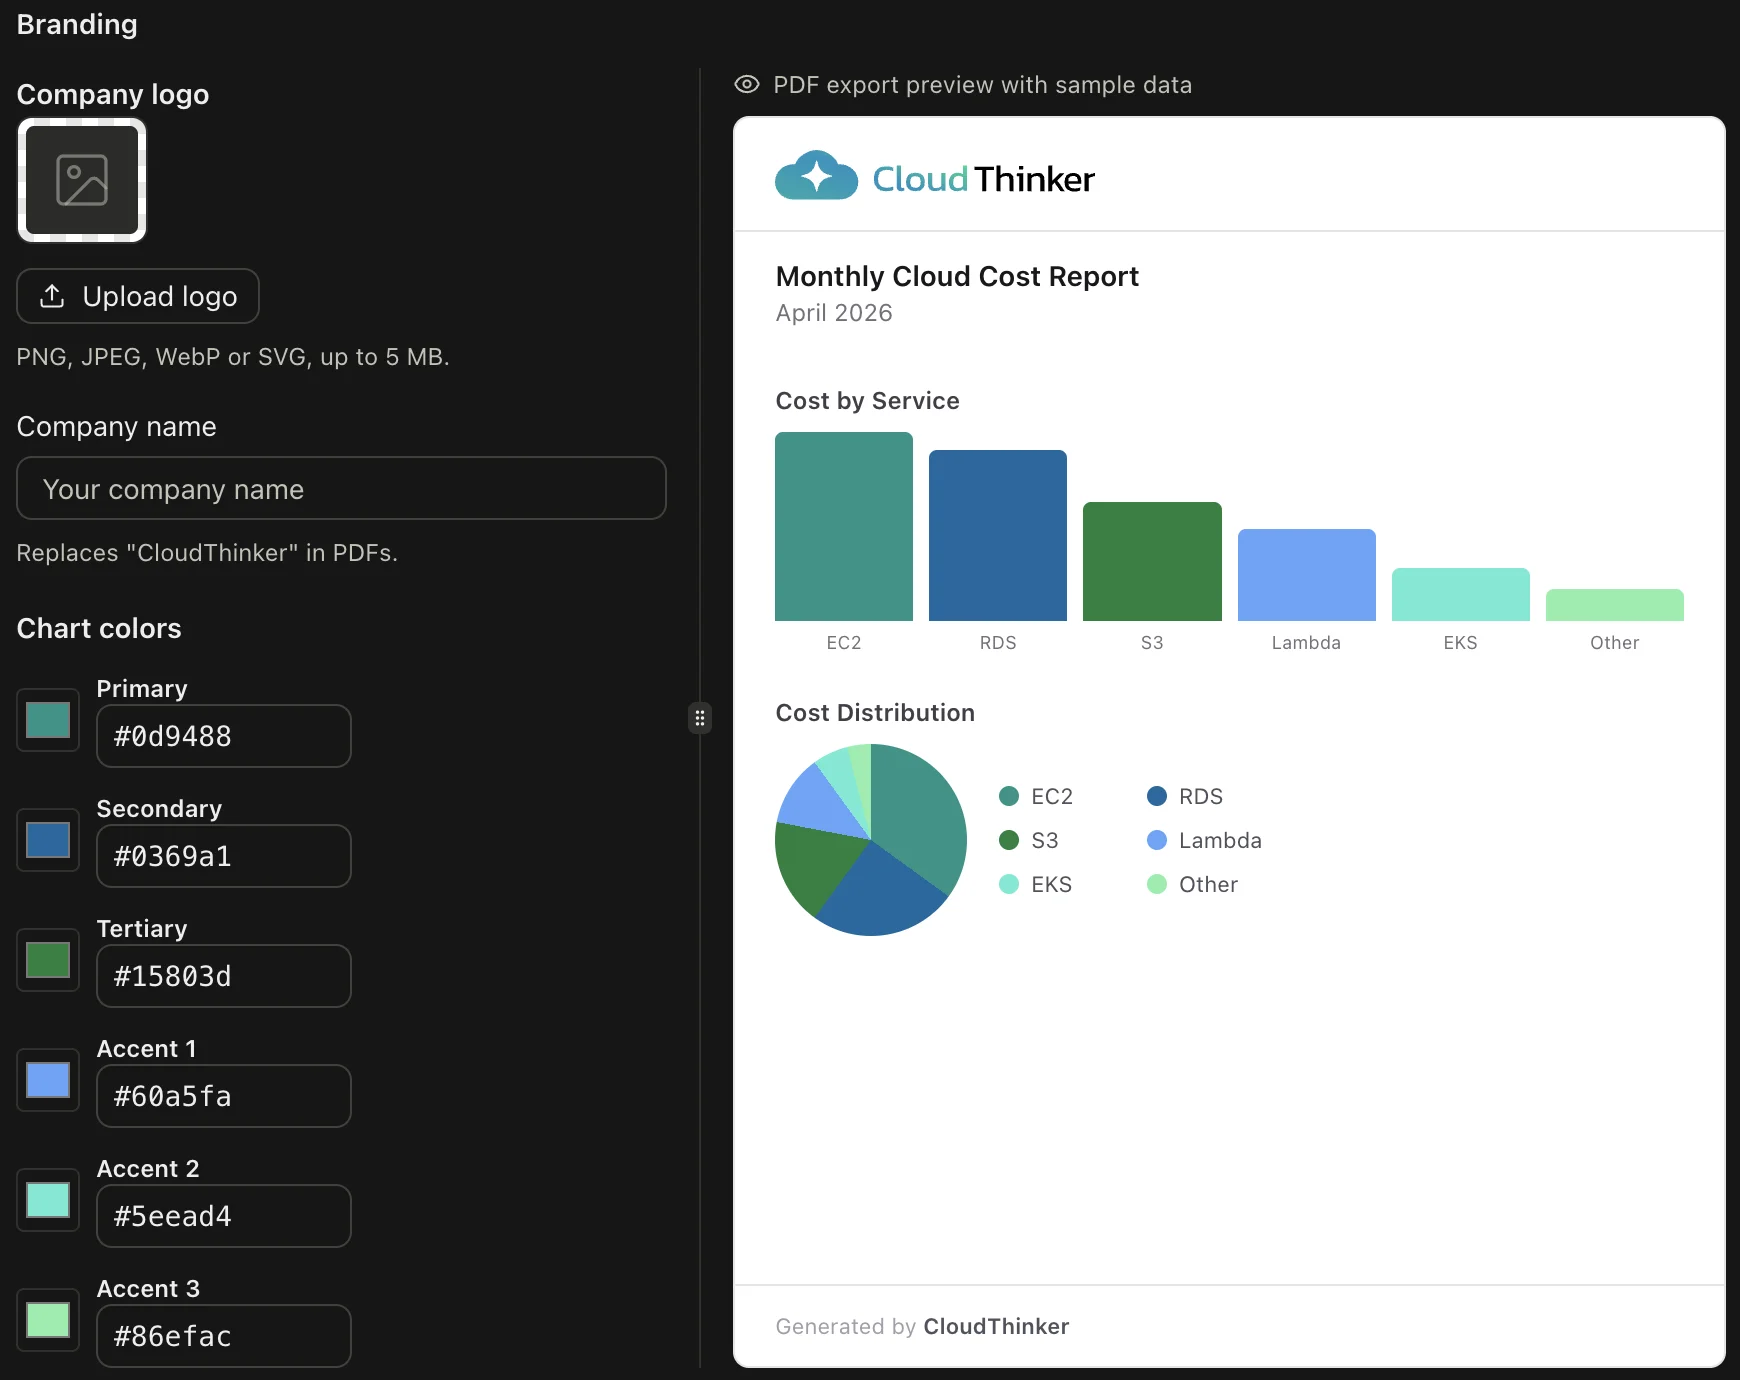 Branding
Company logo
Upload logo
PNG, JPEG, WebP or SVG, up to 5 MB.
Company name
Your company name
Replaces "CloudThinker" in PDFs.
Chart colors
Primary
#0d9488
Secondary
#0369a1
Tertiary
#15803d
Accent 1
#60a5fa
Accent 2
#5eead4
Accent 3
#86efac
PDF export preview with sample data
CloudThinker
Monthly Cloud Cost Report
April 2026
Cost by Service
EC2 RDS S3 Lambda EKS Other
Cost Distribution
EC2 RDS
S3 Lambda
EKS Other
Generated by CloudThinker